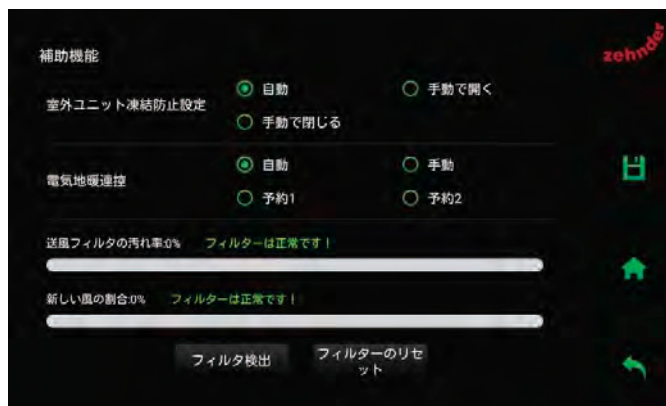 補助機能
zehnder
室外ユニット凍結防止設定
自動
手動で開く
手動で閉じる
電気地暖連控
自動
手動
予約1
予約2
送風フィルタの汚れ率:0% フィルターは正常です！
新しい風の割合:0% フィルターは正常です！
フィルタ検出
フィルターのリセ
ット